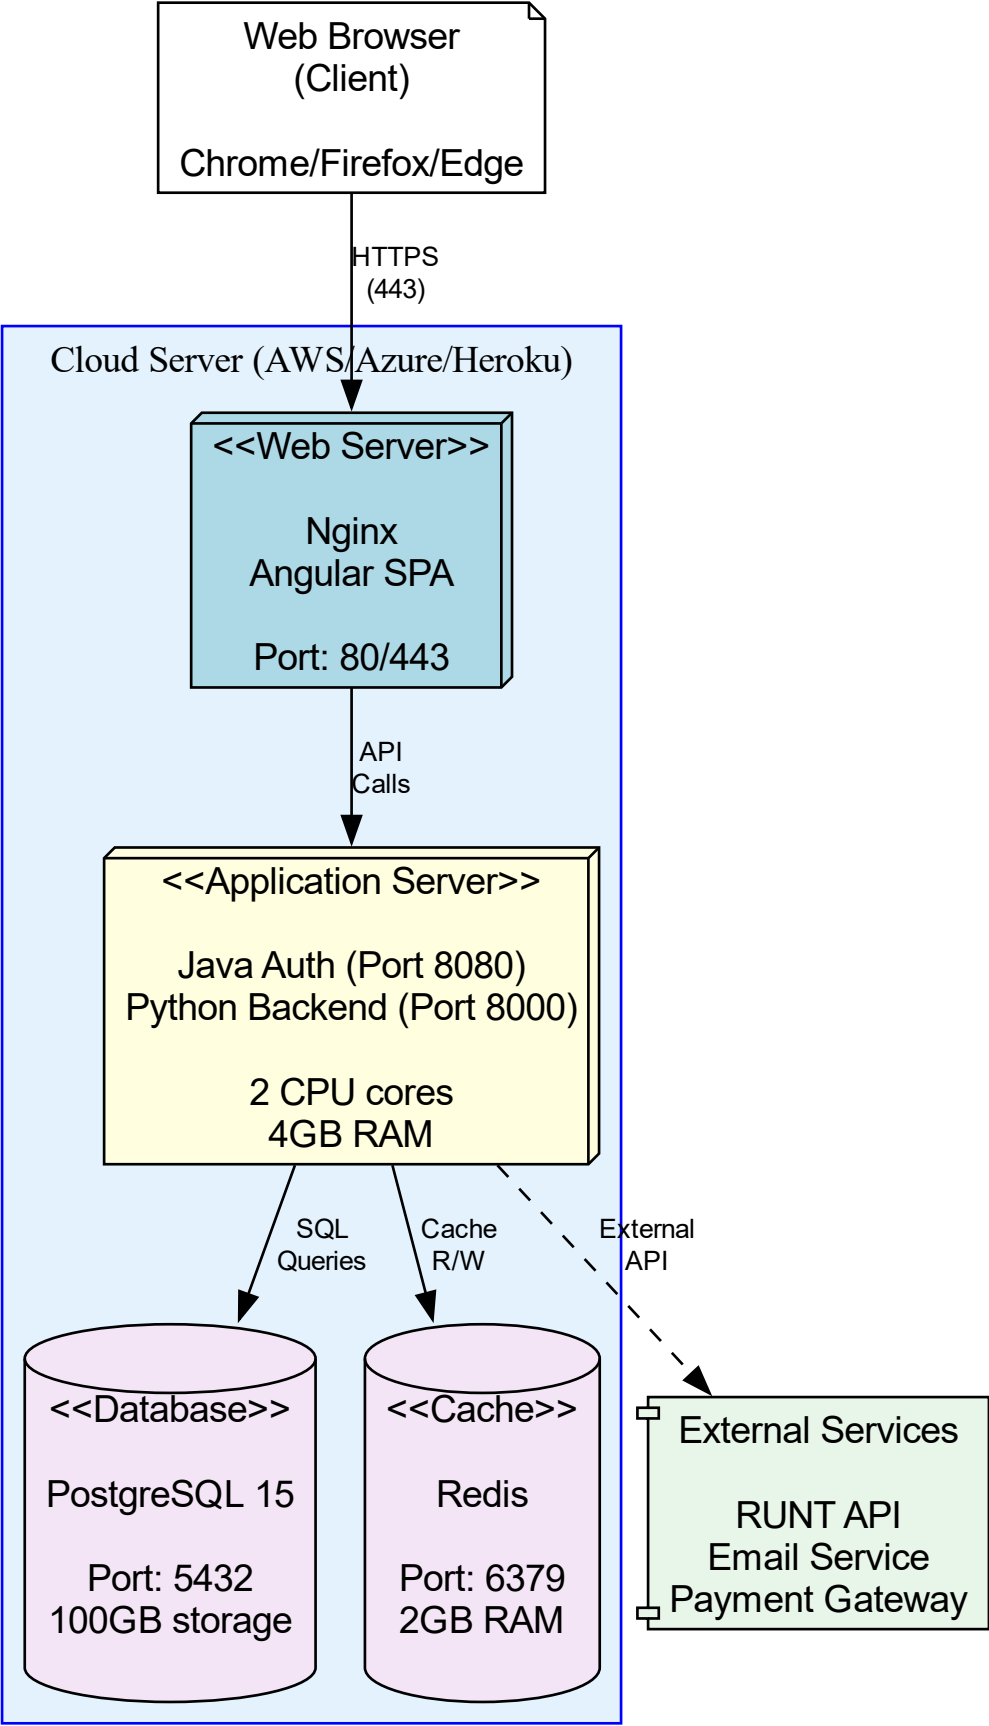 Web Browser
(Client)
Chrome/Firefox/Edge
HTTPS
(443)
Cloud Server (AWS/Azure/Heroku)
<<Web Server>>
Nginx
Angular SPA
Port: 80/443
API
Calls
<<Application Server>>
Java Auth (Port 8080)
Python Backend (Port 8000)
2 CPU cores
4GB RAM
SQL
Queries
Cache
R/W
External
API
<<Database>>
PostgreSQL 15
Port: 5432
100GB storage
<<Cache>>
Redis
Port: 6379
2GB RAM
External Services
RUNT API
Email Service
Payment Gateway